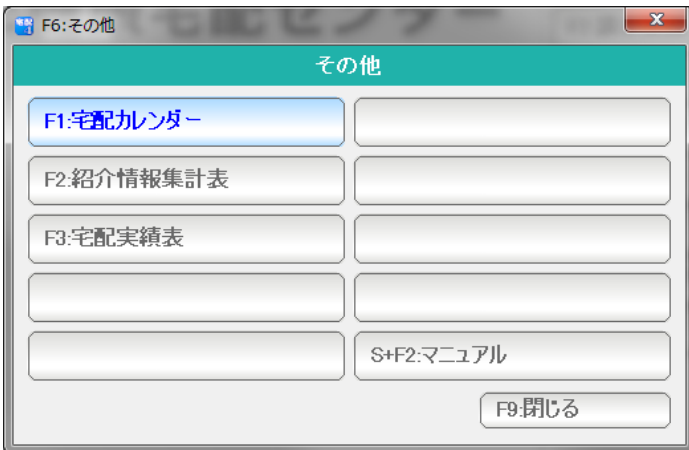 F6:その他
その他
F1:宅配カレンダー
F2:紹介情報集計表
F3:宅配実績表
S+F2:マニュアル
F9:閉じる